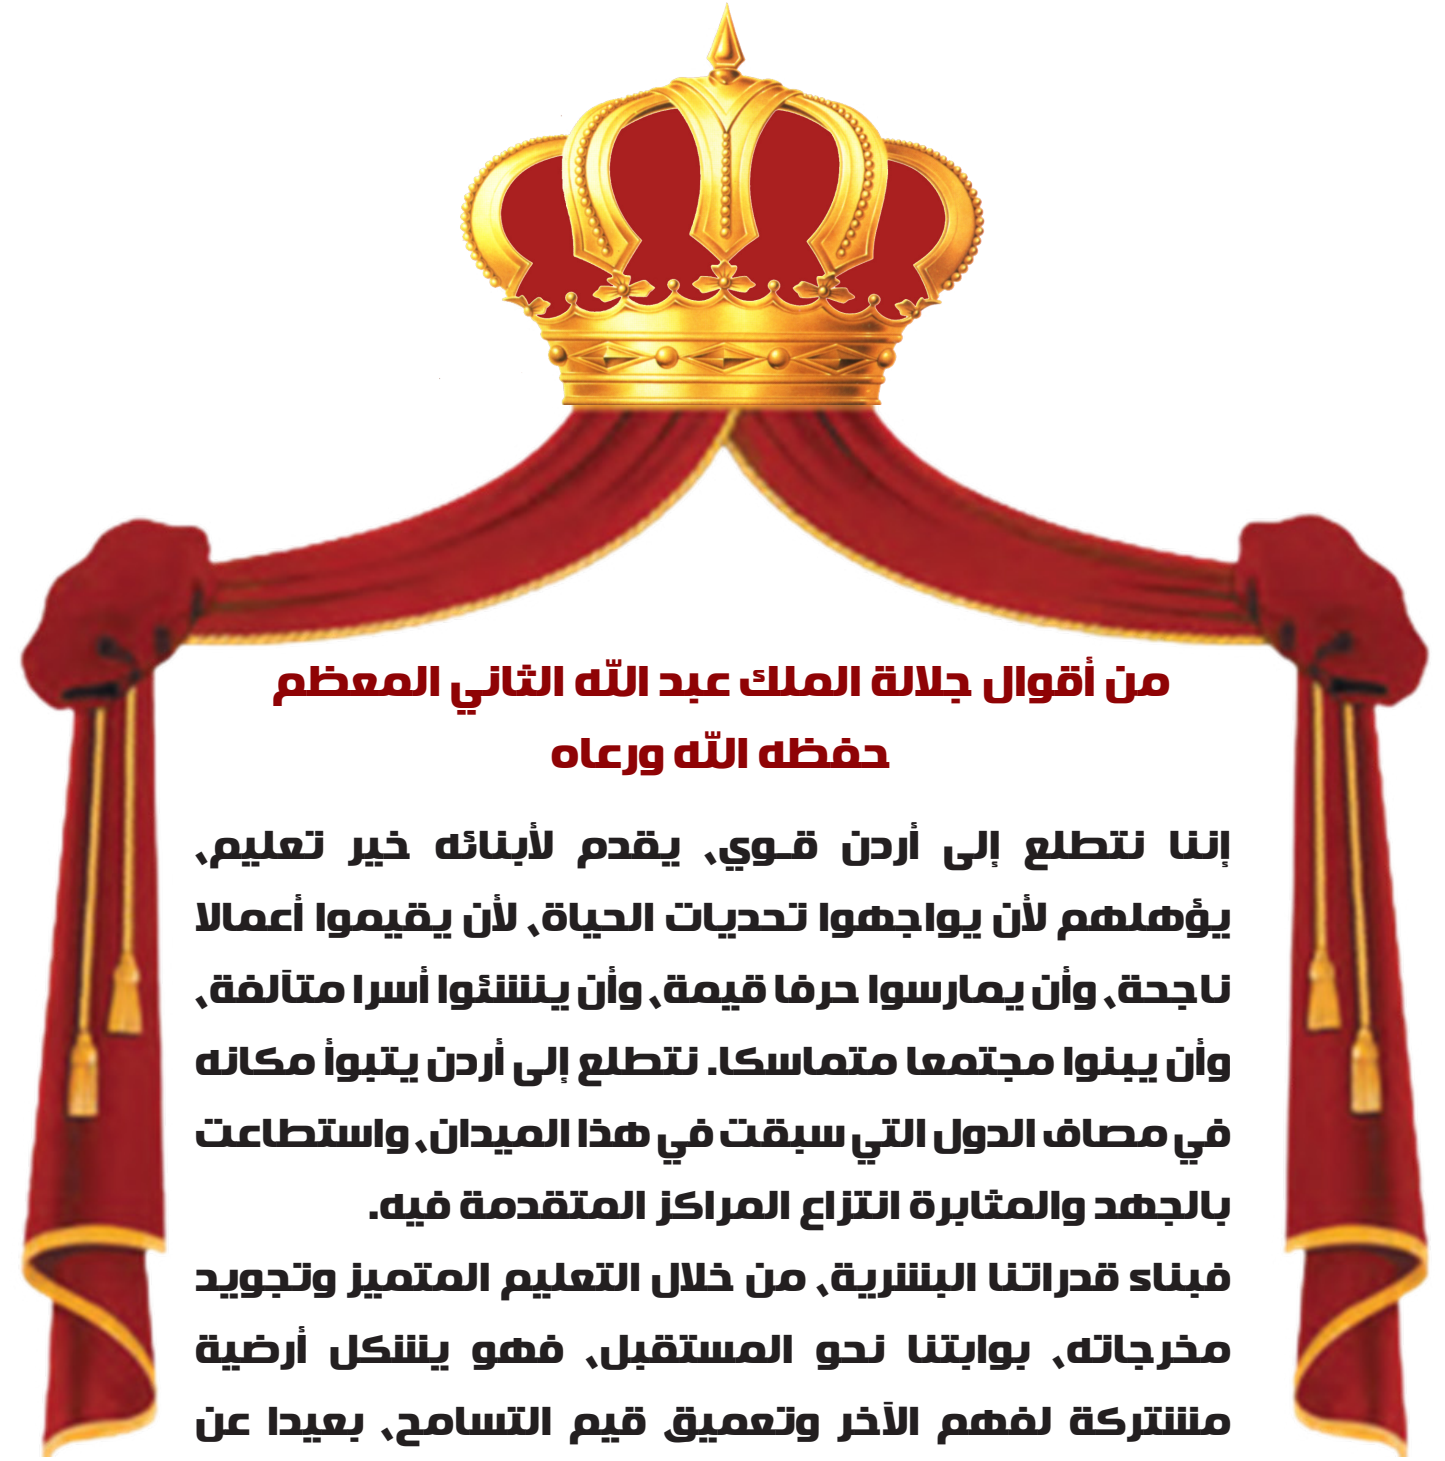 من أقوال جلالة الملك عبد الله الثاني المعظم
حفظه الله ورعاه
إننا نتطلع إلى أردن قــوي، يقدم لأبنائه خير تعليم،
يؤهلهم لأن يواجهوا تحديات الحياة، لأن يقيموا أعمالا
ناجحة، وأن يمارسوا حرفا قيمة، وأن ينشئوا أسرا متآلفة،
وأن يبنوا مجتمعا متماسكا. نتطلع إلى أردن يتبوأ مكانه
في مصاف الدول التي سبقت في هذا الميدان، واستطاعت
بالجهد والمثابرة انتزاع المراكز المتقدمة فيه.
فبناء قدراتنا البشرية، من خلال التعليم المتميز وتجويد
مخرجاته، بوابتنا نحو المستقبل، فهو يشكل أرضية
مشتركة لفهم الآخر وتعميق قيم التسامح، بعيدا عن